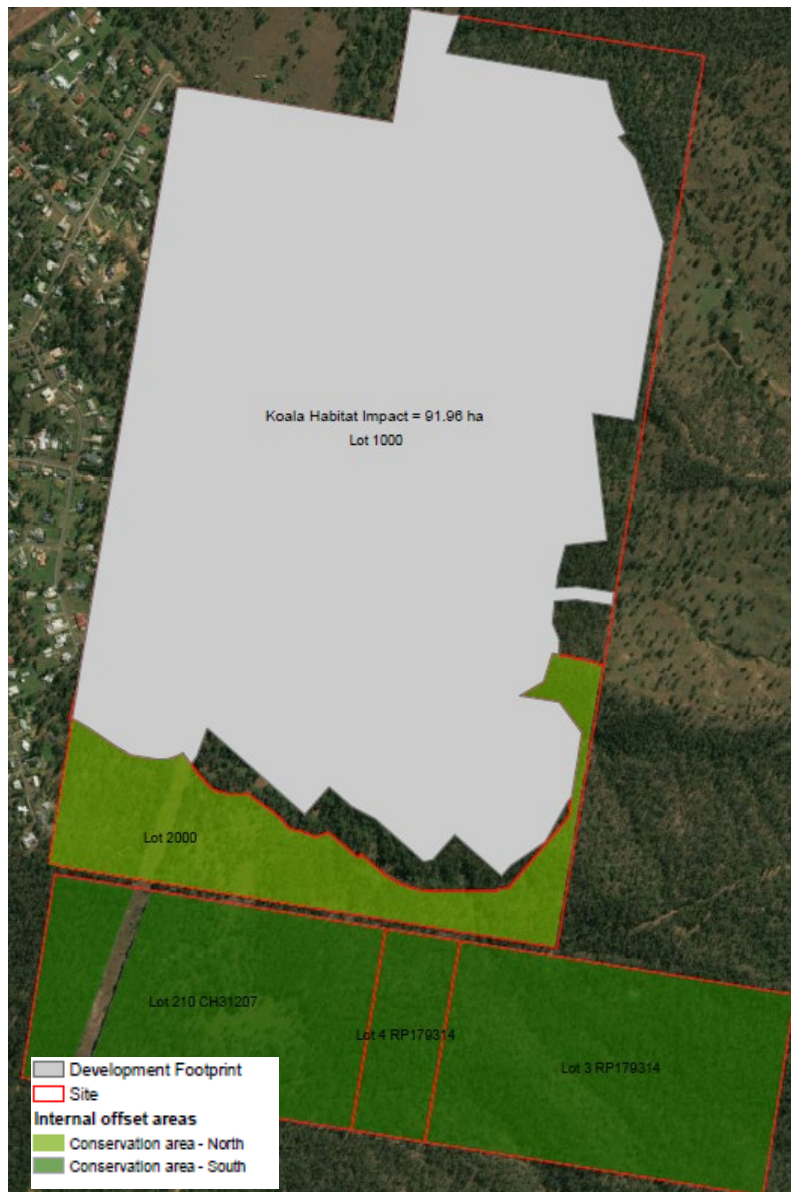 Koala Habitat Impact = 91.96 ha
Lot 1000
Lot 2000
Lot 210 CH31207
Lot 4 RP179314
Lot 3 RP179314
Development Footprint
Site
Internal offset areas
Conservation area - North
Conservation area - South